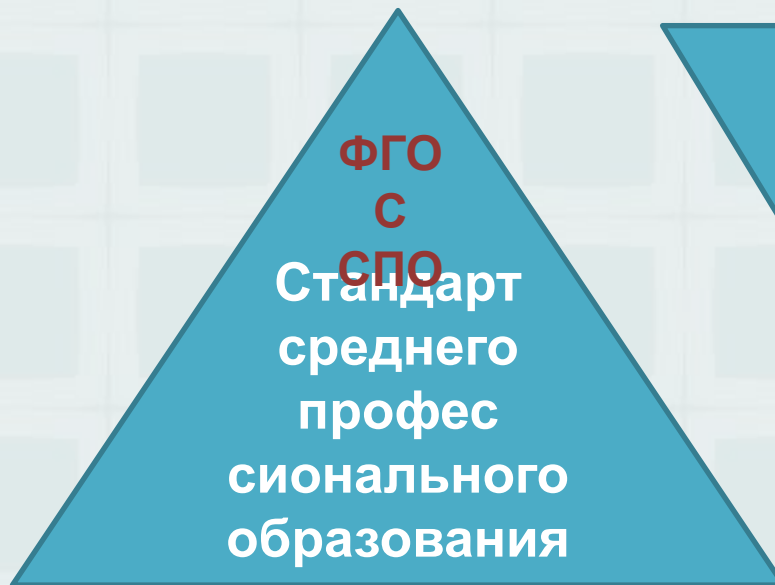 ФГО
С
СПО
Стандарт
среднего
профес
сионального
образования